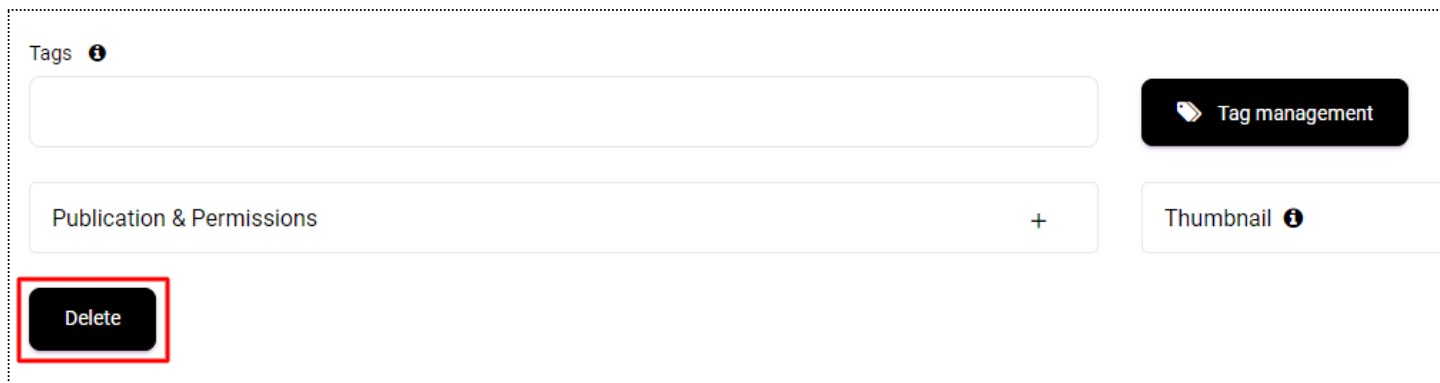 Tags
Tag management
Publication & Permissions +
Thumbnail
Delete